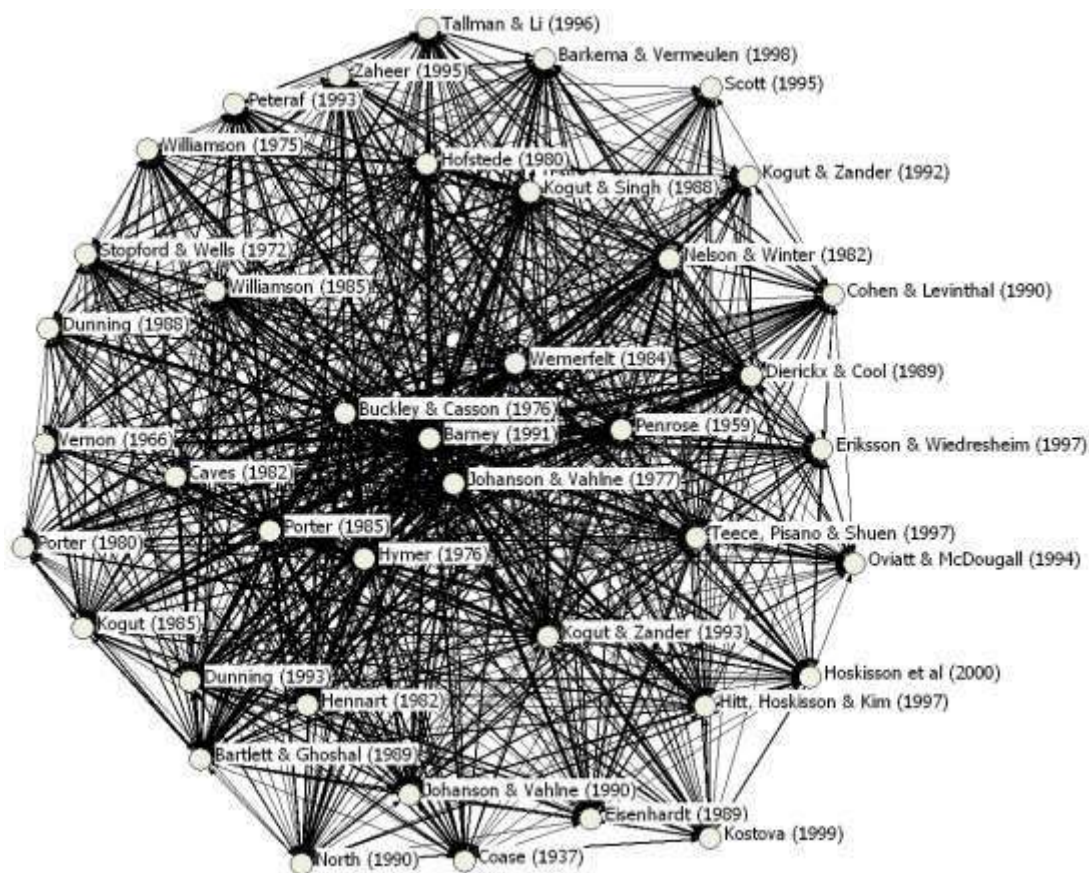 Tallman & Li (1996)
Barkema & Vermeulen (1998)
Zaheer (1995)
Scott (1995)
Peteraf (1993)
Williamson (1975)
Hofstede (1980)
Kogut & Zander (1992)
Kogut & Singh (1988)
Stopford & Wells (1972)
Nelson & Winter (1982)
Williamson (1985)
Cohen & Levinthal (1990)
Dunning (1988)
Wernerfelt (1984)
Dierickx & Cool (1989)
Buckley & Casson (1976)
Penrose (1959)
Barney (1991)
Vernon (1966)
Eriksson & Wiedresheim (1997)
Caves (1982)
Johanson & Vahlne (1977)
Porter (1985)
Teece, Pisano & Shuen (1997)
Porter (1980)
Hymer (1976)
Oviatt & McDougall (1994)
Kogut (1985)
Kogut & Zander (1993)
Hoskisson et al (2000)
Dunning (1993)
Hennart (1982)
Hitt, Hoskisson & Kim (1997)
Bartlett & Ghoshal (1989)
Johanson & Vahlne (1990)
Eisenhardt (1989)
Kostova (1999)
North (1990)
Coase (1937)